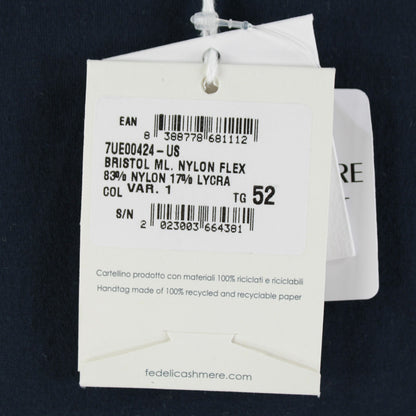 EAN
8 388778 681112
7UE00424-US
BRISTOL ML. NYLON FLEX
83% NYLON 17% LYCRA
COL VAR. 1 TG 52
S/N
2 023003 664381
Cartellino prodotto con materiali 100% riciclati e riciclabili
Handtag made of 100% recycled and recyclable paper
fedelicashmere.com
RE